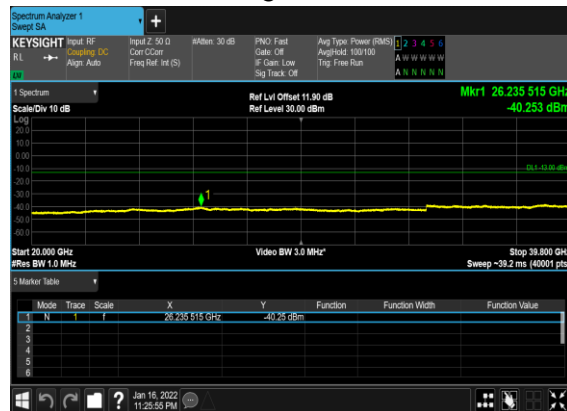 Spectrum Analyzer 1
Swept SA
KEYSIGHT
RL
Input: RF
Coupling: DC
Align: Auto
Input Z: 50 Ω
Corr CCorr
Freq Ref: Int (S)
#Atten: 30 dB
PNO: Fast
Gate: Off
IF Gain: Low
Sig Track: Off
Avg Type: Power (RMS)
Avg|Hold: 100/100
Trig: Free Run
1 2 3 4 5 6
A W W W W W
A N N N N N
1 Spectrum
Scale/Div 10 dB
Ref Lvl Offset 11.90 dB
Ref Level 30.00 dBm
Mkr1 26.235 515 GHz
-40.253 dBm
Log
20.0
10.0
0.00
-10.0
-20.0
-30.0
-40.0
-50.0
-60.0
DL1 -13.00 dBm
1
Start 20.000 GHz
#Res BW 1.0 MHz
Video BW 3.0 MHz*
Stop 39.800 GHz
Sweep ~39.2 ms (40001 pts)
5 Marker Table
Mode Trace Scale X Y Function Function Width Function Value
1 N 1 f 26.235 515 GHz -40.25 dBm
2
3
4
5
6
?
Jan 16, 2022
11:25:55 PM